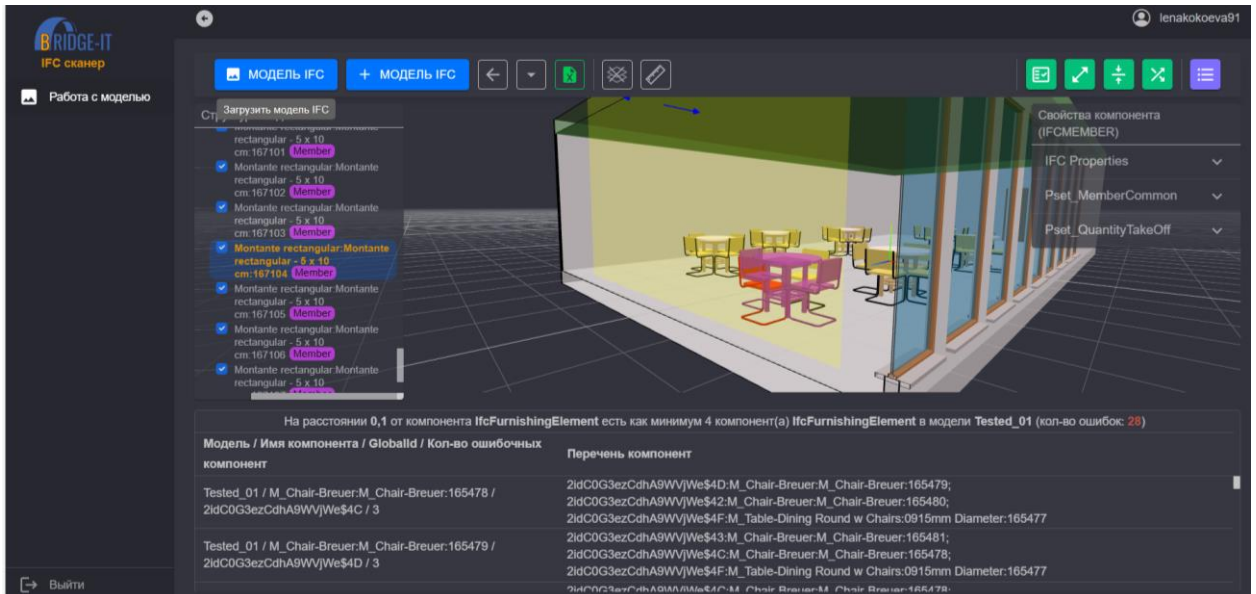 BRIDGE-IT
IFC сканер
lenakokoeva91
Работа с моделью
МОДЕЛЬ IFC
+ МОДЕЛЬ IFC
Загрузить модель IFC
rectangular - 5 x 10
cm:167101 Member
Montante rectangular:Montante
rectangular - 5 x 10
cm:167102 Member
Montante rectangular:Montante
rectangular - 5 x 10
cm:167103 Member
Montante rectangular:Montante
rectangular - 5 x 10
cm:167104 Member
Montante rectangular:Montante
rectangular - 5 x 10
cm:167105 Member
Montante rectangular:Montante
rectangular - 5 x 10
cm:167106 Member
Montante rectangular:Montante
rectangular - 5 x 10
Свойства компонента
(IFCMEMBER)
IFC Properties
Pset_MemberCommon
Pset_QuantityTakeOff
На расстоянии 0,1 от компонента IfcFurnishingElement есть как минимум 4 компонент(а) IfcFurnishingElement в модели Tested_01 (кол-во ошибок: 28)
Модель / Имя компонента / GlobalId / Кол-во ошибочных
компонент
Перечень компонент
Tested_01 / M_Chair-Breuer:M_Chair-Breuer:165478 /
2idC0G3ezCdhA9WVjWe$4C / 3
2idC0G3ezCdhA9WVjWe$4D:M_Chair-Breuer:M_Chair-Breuer:165479;
2idC0G3ezCdhA9WVjWe$42:M_Chair-Breuer:M_Chair-Breuer:165480;
2idC0G3ezCdhA9WVjWe$4F:M_Table-Dining Round w Chairs:0915mm Diameter:165477
Tested_01 / M_Chair-Breuer:M_Chair-Breuer:165479 /
2idC0G3ezCdhA9WVjWe$4D / 3
2idC0G3ezCdhA9WVjWe$43:M_Chair-Breuer:M_Chair-Breuer:165481;
2idC0G3ezCdhA9WVjWe$4C:M_Chair-Breuer:M_Chair-Breuer:165478;
2idC0G3ezCdhA9WVjWe$4F:M_Table-Dining Round w Chairs:0915mm Diameter:165477
2idC0G3ezCdhA9WVjWe$4C:M_Chair-Breuer:M_Chair-Breuer:165478;
Выйти